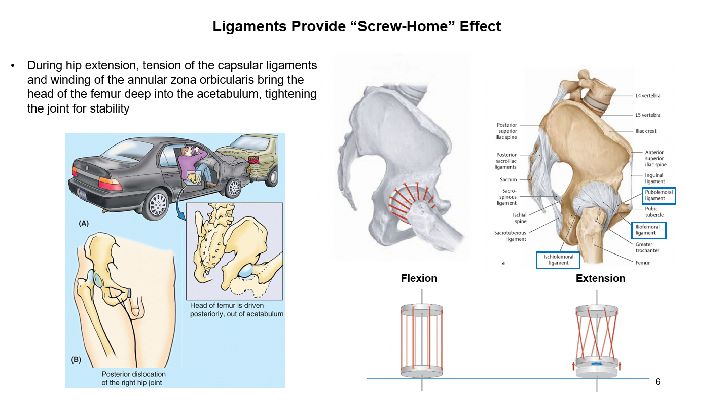 Ligaments Provide “Screw-Home” Effect
• During hip extension, tension of the capsular ligaments
and winding of the annular zona orbicularis bring the
head of the femur deep into the acetabulum, tightening
the joint for stability
(A)
Head of femur is driven
posteriorly, out of acetabulum
(B)
Posterior dislocation
of the right hip joint
Posterior
superior
iliac spine
Posterior
sacroiliac
ligaments
Sacrum
Sacro-
spinous
ligament
Ischial
spine
Sacrotuberous
ligament
Ischiofemoral
ligament
L4 vertebra
L5 vertebra
Iliac crest
Anterior
superior
iliac spine
Inguinal
ligament
Pubofemoral
ligament
Pubic
tubercle
Iliofemoral
ligament
Greater
trochanter
Femur
a
Flexion
Extension
6